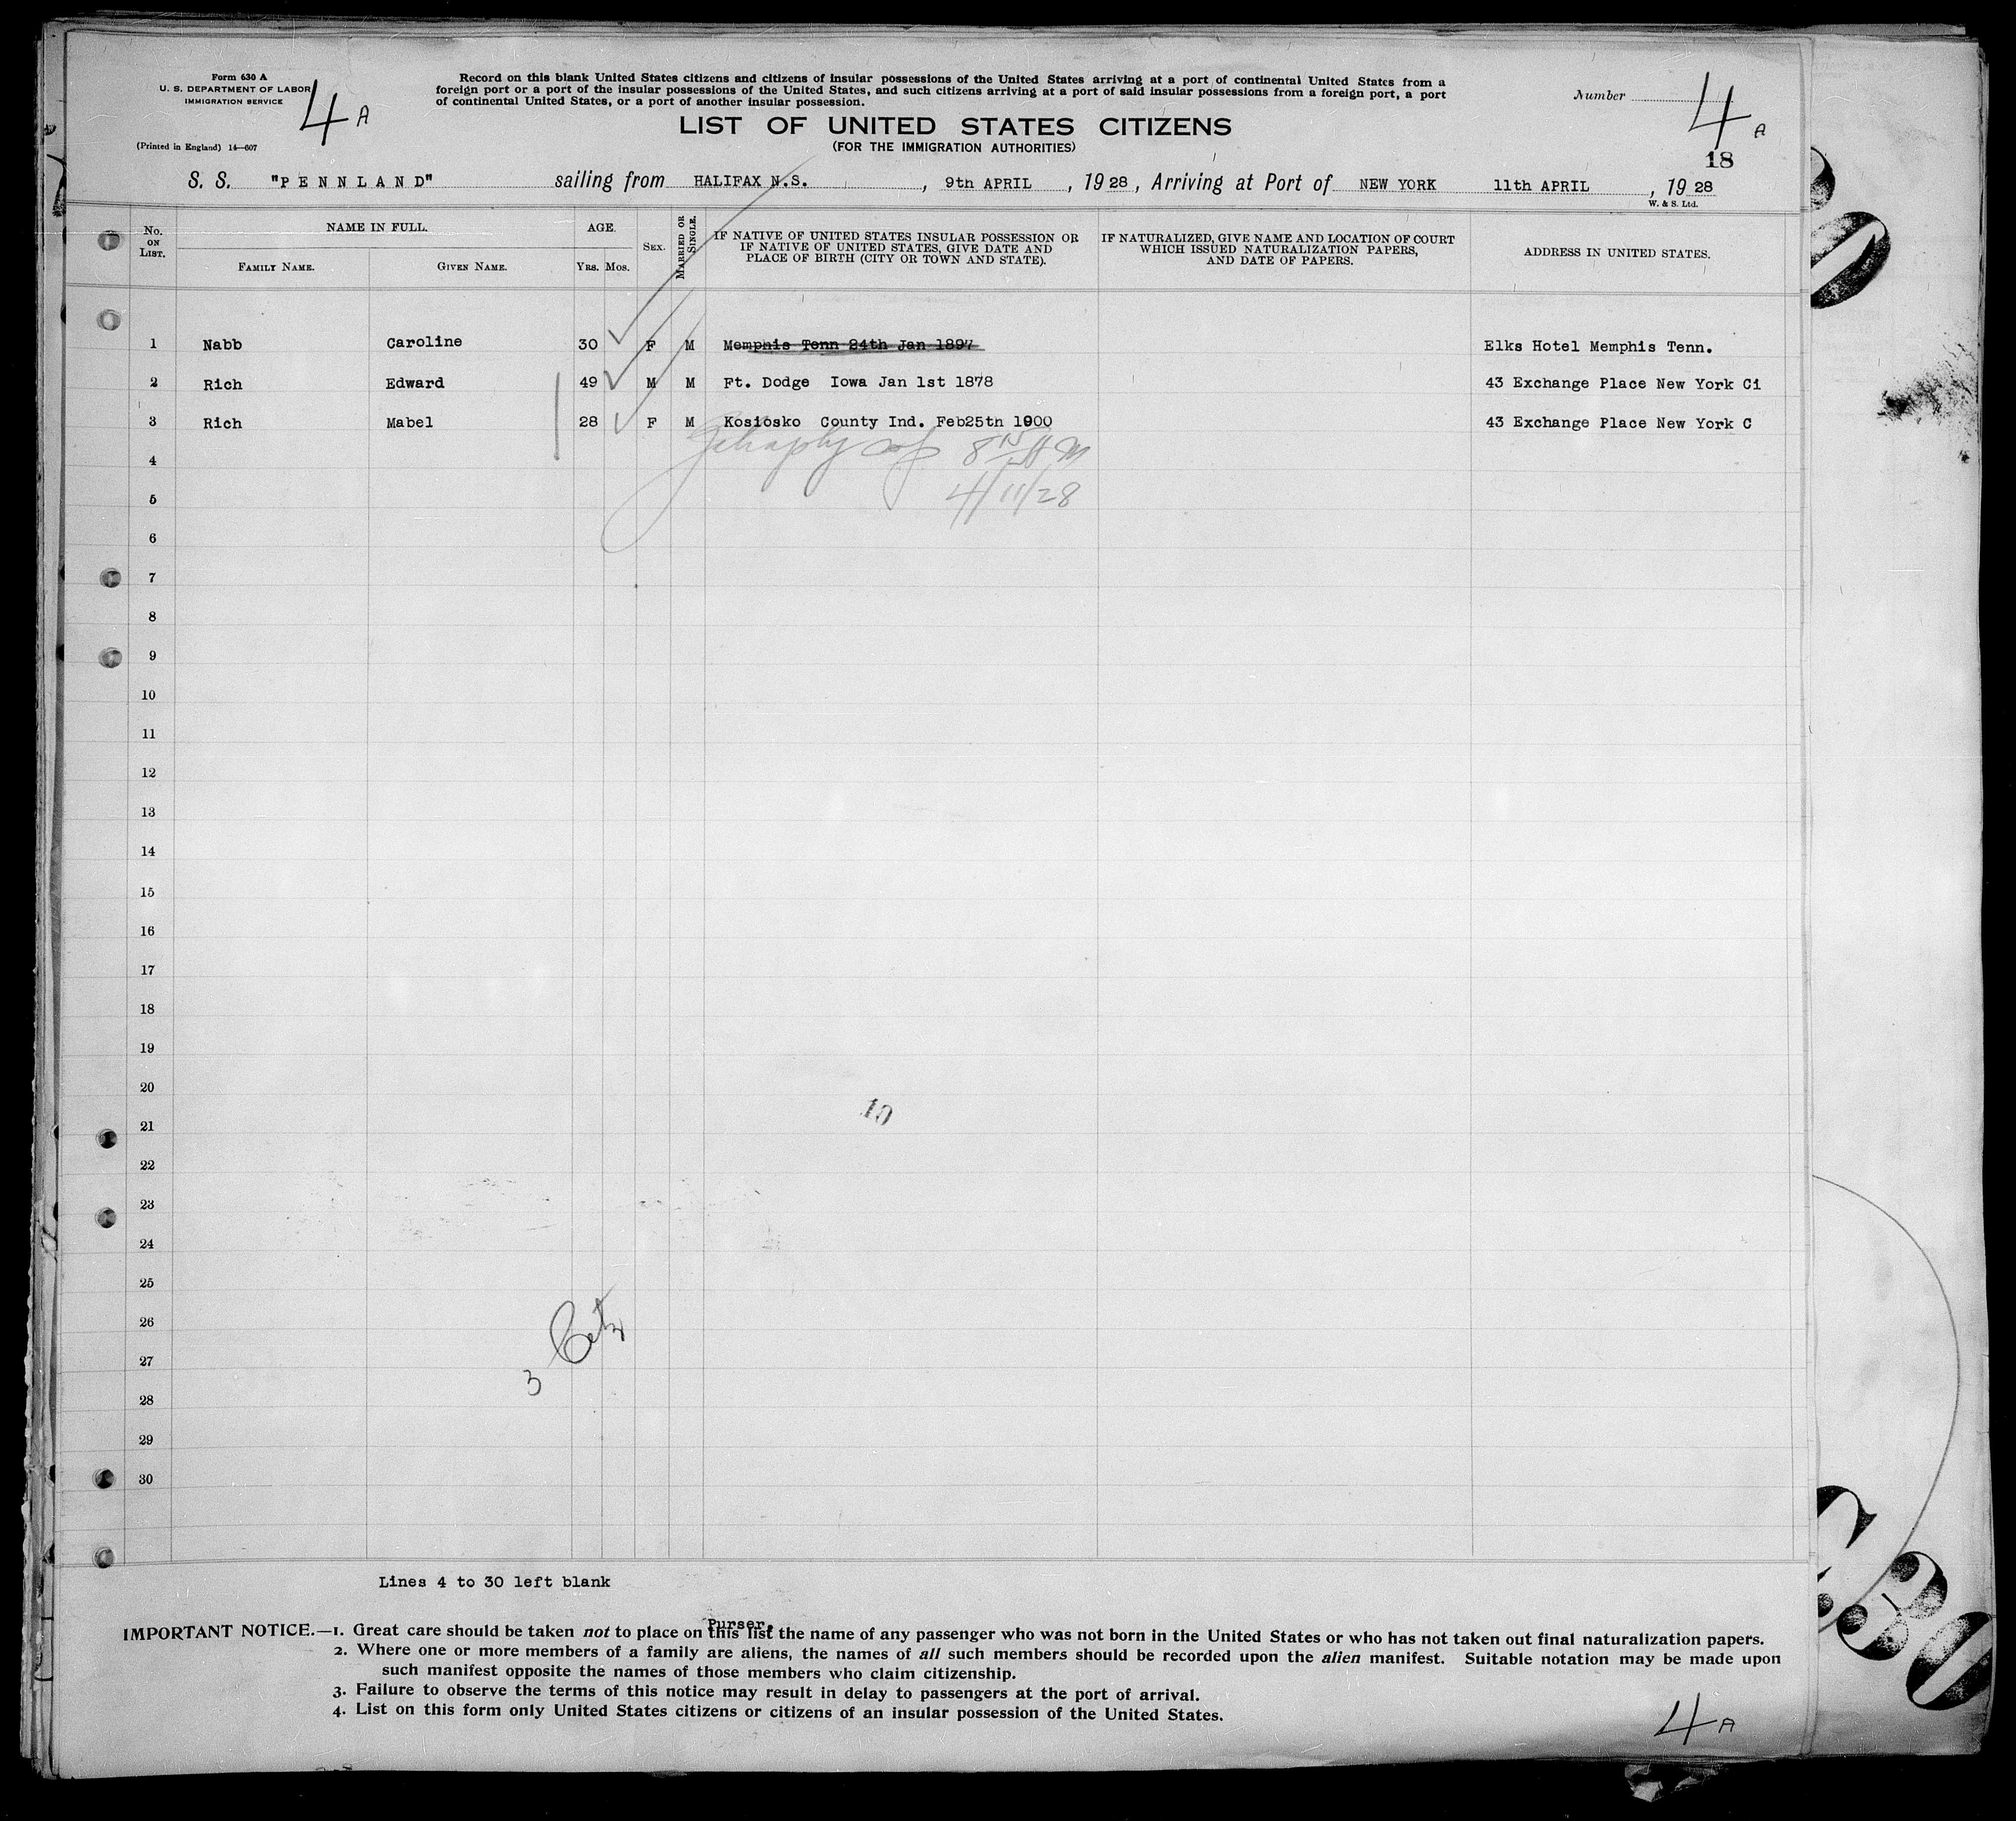 Form 630 A
U. S. DEPARTMENT OF LABOR
IMMIGRATION SERVICE
(Printed in England) 14—607
4 A
Record on this blank United States citizens and citizens of insular possessions of the United States arriving at a port of continental United States from a
foreign port or a port of the insular possessions of the United States, and such citizens arriving at a port of said insular possessions from a foreign port, a port
of continental United States, or a port of another insular possession.
LIST OF UNITED STATES CITIZENS
(FOR THE IMMIGRATION AUTHORITIES)
Number 4 A
18
S. S. "PENNLAND" sailing from HALIFAX N.S. , 9th APRIL , 19 28 , Arriving at Port of NEW YORK 11th APRIL , 19 28
W. & S. Ltd.
No. ON LIST. NAME IN FULL. AGE. SEX. MARRIED OR SINGLE. IF NATIVE OF UNITED STATES INSULAR POSSESSION OR IF NATIVE OF UNITED STATES, GIVE DATE AND PLACE OF BIRTH (CITY OR TOWN AND STATE). IF NATURALIZED, GIVE NAME AND LOCATION OF COURT WHICH ISSUED NATURALIZATION PAPERS, AND DATE OF PAPERS. ADDRESS IN UNITED STATES.
FAMILY NAME. GIVEN NAME. YRS. MOS.
1 Nabb Caroline 30 F M Memphis Tenn 24th Jan 1897 Elks Hotel Memphis Tenn.
2 Rich Edward 49 M M Ft. Dodge Iowa Jan 1st 1878 43 Exchange Place New York Ci
3 Rich Mabel 28 F M Kosiosko County Ind. Feb25th 1900 43 Exchange Place New York C
4
8 15 AM
5
4/11/28
6
7
8
9
10
11
12
13
14
15
16
17
18
19
20
10
21
22
23
24
25
26
27
3
28
29
30
Lines 4 to 30 left blank
Purser.
IMPORTANT NOTICE.—1. Great care should be taken not to place on this list the name of any passenger who was not born in the United States or who has not taken out final naturalization papers.
2. Where one or more members of a family are aliens, the names of all such members should be recorded upon the alien manifest. Suitable notation may be made upon
such manifest opposite the names of those members who claim citizenship.
3. Failure to observe the terms of this notice may result in delay to passengers at the port of arrival.
4. List on this form only United States citizens or citizens of an insular possession of the United States.
4 A
30